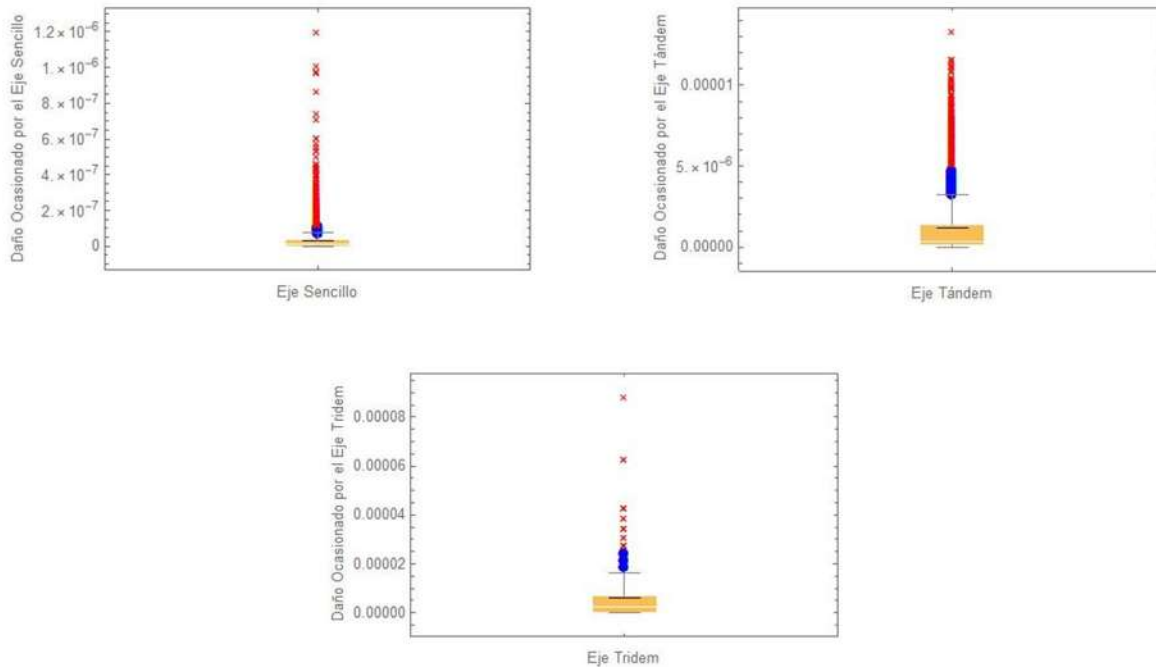 Daño Ocasionado por el Eje Sencillo
1.2 × 10⁻⁶
1. × 10⁻⁶
8. × 10⁻⁷
6. × 10⁻⁷
4. × 10⁻⁷
2. × 10⁻⁷
0
Eje Sencillo
Daño Ocasionado por el Eje Tándem
0.00001
5. × 10⁻⁶
0.00000
Eje Tándem
Daño Ocasionado por el Eje Tridem
0.00008
0.00006
0.00004
0.00002
0.00000
Eje Tridem